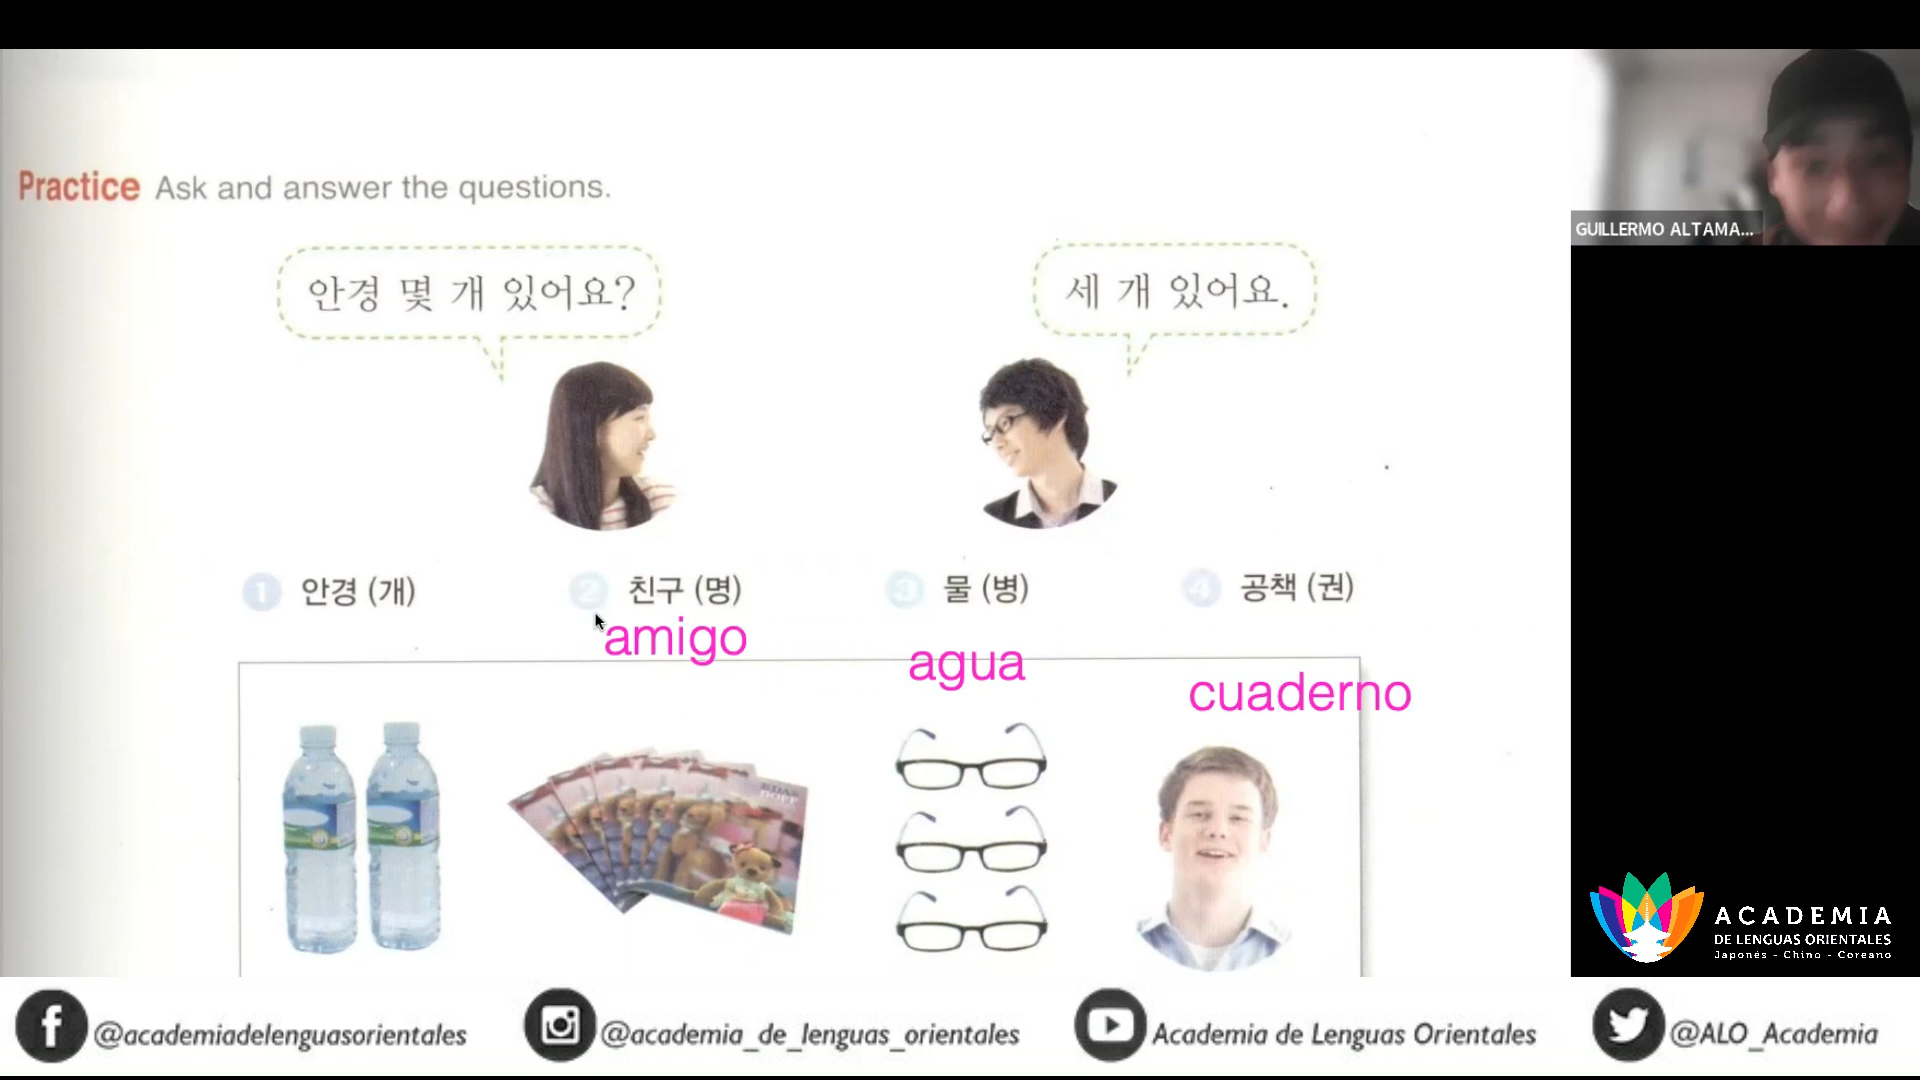 Practice Ask and answer the questions.
안경 몇 개 있어요?
세 개 있어요.
1 안경 (개)
2 친구 (명)
3 물 (병)
4 공책 (권)
amigo
agua
cuaderno
GUILLERMO ALTAMA...
ACADEMIA
DE LENGUAS ORIENTALES
Japonés - Chino - Coreano
@academiadelenguasorientales
@academia_de_lenguas_orientales
Academia de Lenguas Orientales
@ALO_Academia